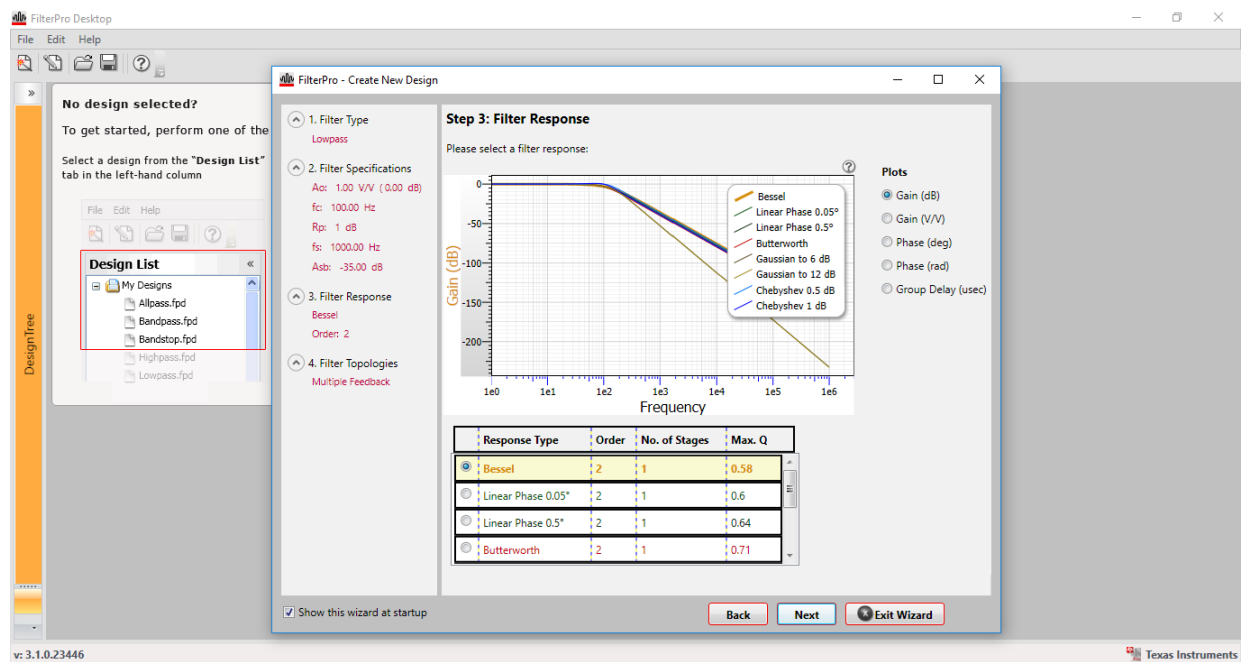 FilterPro Desktop
File Edit Help
»
DesignTree
No design selected?
To get started, perform one of the
Select a design from the "Design List"
tab in the left-hand column
File Edit Help
Design List «
My Designs
Allpass.fpd
Bandpass.fpd
Bandstop.fpd
Highpass.fpd
Lowpass.fpd
FilterPro - Create New Design
1. Filter Type
Lowpass
2. Filter Specifications
Ao: 1.00 V/V ( 0.00 dB)
fc: 100.00 Hz
Rp: 1 dB
fs: 1000.00 Hz
Asb: -35.00 dB
3. Filter Response
Bessel
Order: 2
4. Filter Topologies
Multiple Feedback
Step 3: Filter Response
Please select a filter response:
Gain (dB)
0
-50
-100
-150
-200
1e0 1e1 1e2 1e3 1e4 1e5 1e6
Frequency
Bessel
Linear Phase 0.05°
Linear Phase 0.5°
Butterworth
Gaussian to 6 dB
Gaussian to 12 dB
Chebyshev 0.5 dB
Chebyshev 1 dB
Plots
Gain (dB)
Gain (V/V)
Phase (deg)
Phase (rad)
Group Delay (usec)
Response Type Order No. of Stages Max. Q
Bessel 2 1 0.58
Linear Phase 0.05° 2 1 0.6
Linear Phase 0.5° 2 1 0.64
Butterworth 2 1 0.71
Show this wizard at startup
Back Next Exit Wizard
v: 3.1.0.23446
Texas Instruments